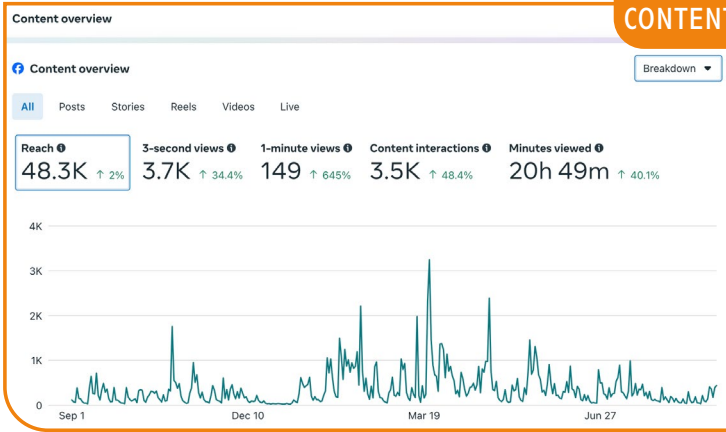 Content overview
CONTENT
Content overview
Breakdown
All Posts Stories Reels Videos Live
Reach 3-second views 1-minute views Content interactions Minutes viewed
48.3K ↑ 2% 3.7K ↑ 34.4% 149 ↑ 645% 3.5K ↑ 48.4% 20h 49m ↑ 40.1%
4K
3K
2K
1K
0
Sep 1 Dec 10 Mar 19 Jun 27